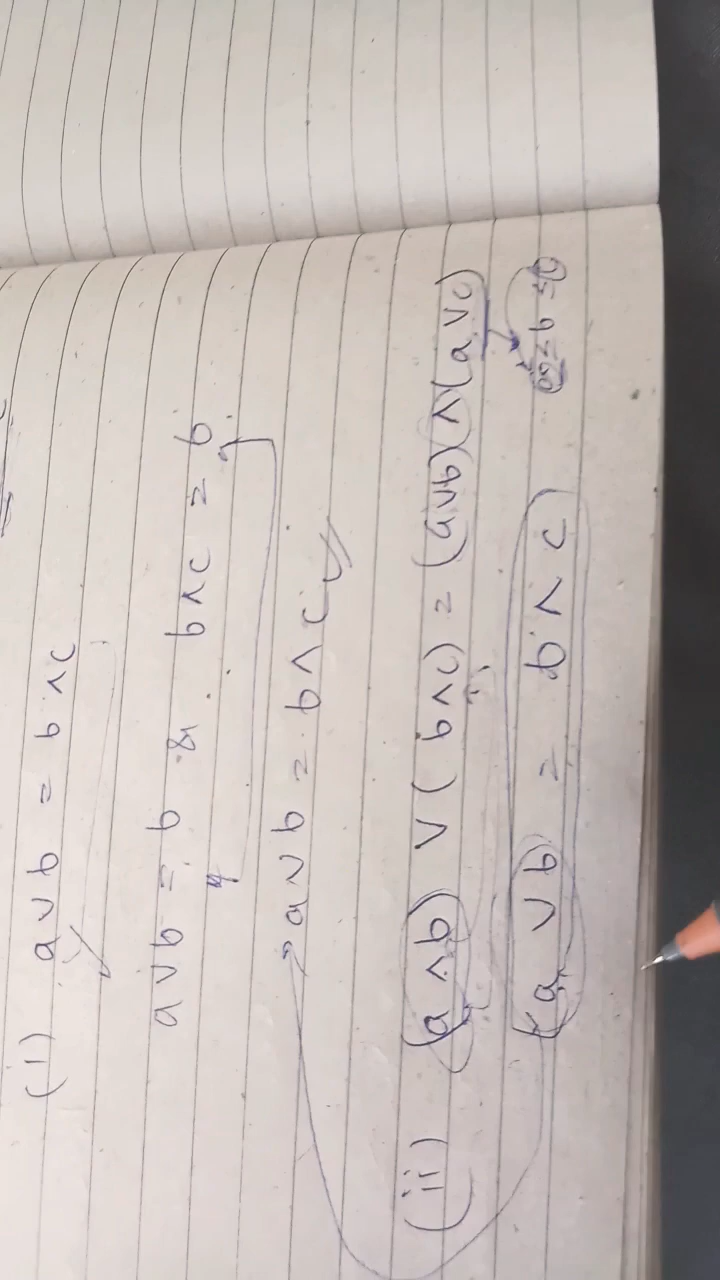 (i) a ∨ b = b ∧ c
a ∨ b = b & b ∧ c = b
a ∨ b = b ∧ c
(ii) (a ∧ b) ∨ (b ∧ c) = (a ∨ b) ∧ (a ∨ c)
(a ∨ b) = b ∧ c